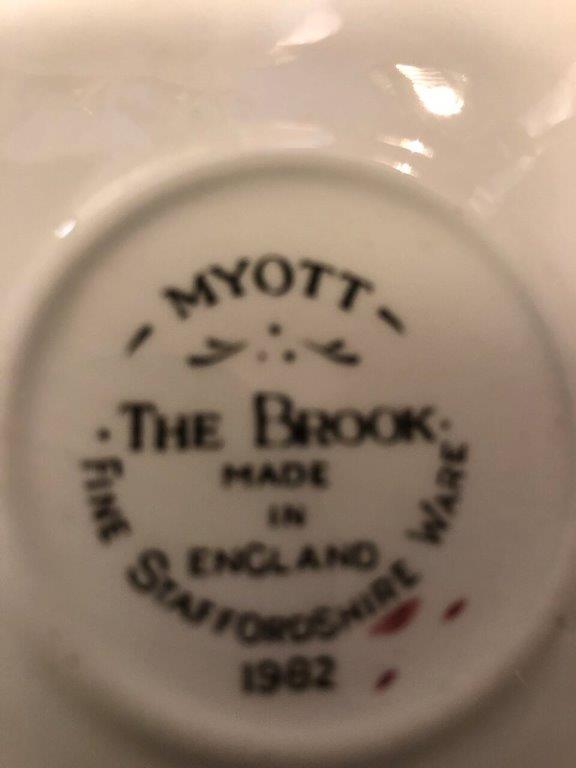 - MYOTT -
· THE BROOK ·
MADE
IN
ENGLAND
FINE STAFFORDSHIRE WARE
1982